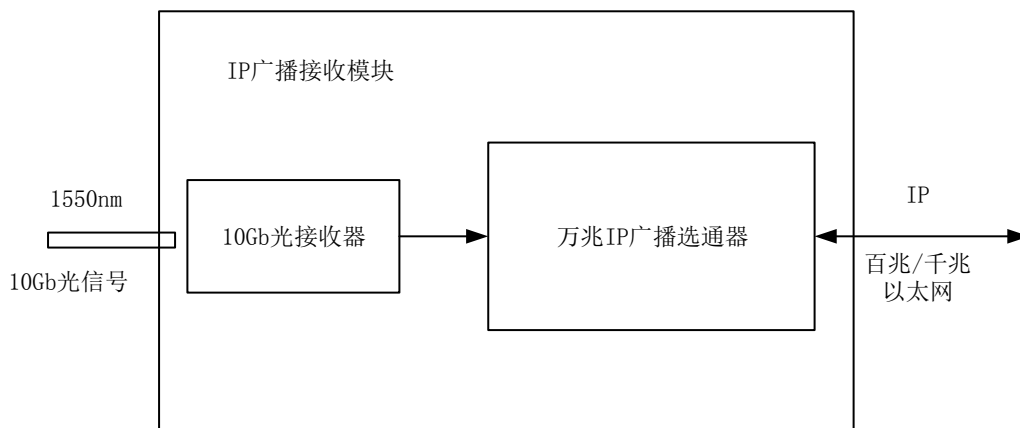 IP广播接收模块
1550nm
10Gb光信号
10Gb光接收器
万兆IP广播选通器
IP
百兆/千兆
以太网